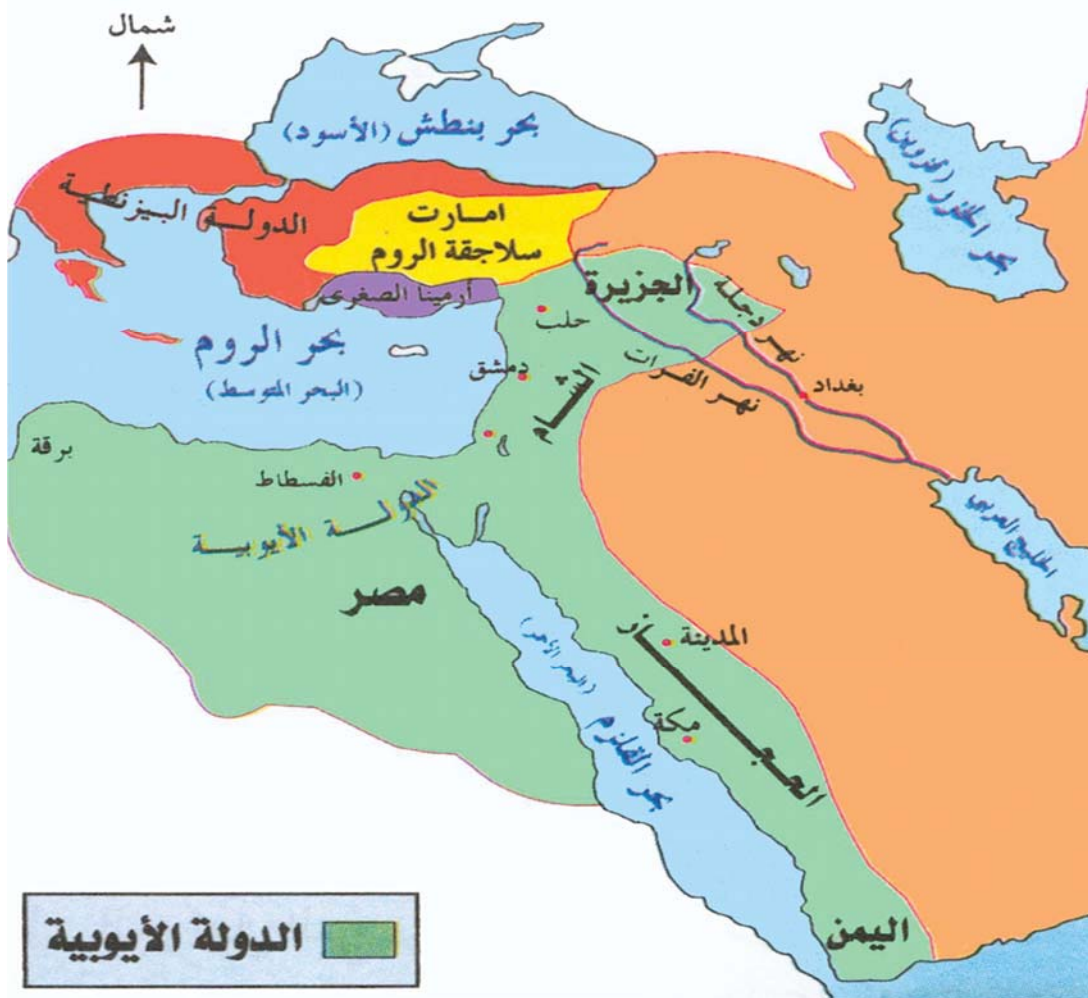 شمال
بحر بنطش (الأسود)
بحر الخزر (قزوين)
الدولة البيزنطية
امارت
سلاجقة الروم
أرمينا الصغرى
الجزيرة
نهر دجلة
حلب
بحر الروم
(البحر المتوسط)
دمشق
الشام
نهر الفرات
بغداد
برقة
الفسطاط
الدولة الأيوبية
الخليج العربي
مصر
المدينة
الحجاز
مكة
(البحر الأحمر)
بحر القلزم
اليمن
الدولة الأيوبية